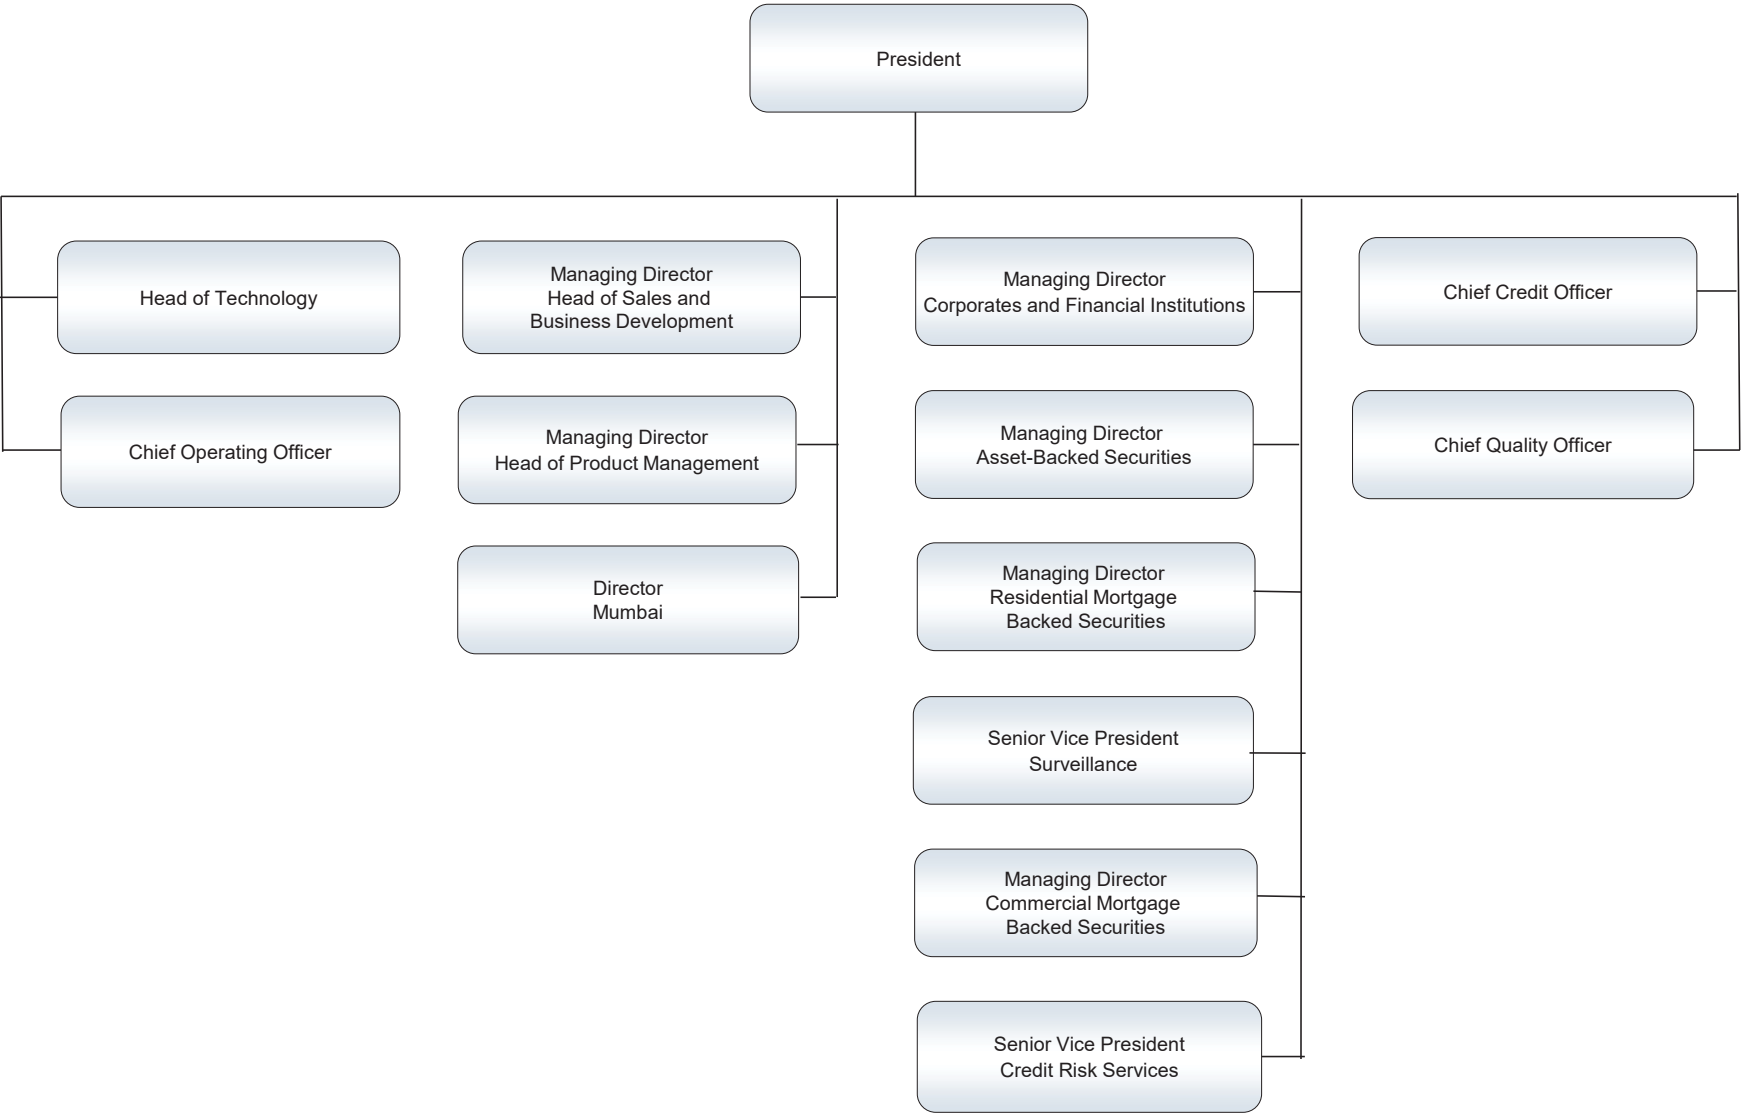 President
Head of Technology
Chief Operating Officer
Managing Director
Head of Sales and
Business Development
Managing Director
Head of Product Management
Director
Mumbai
Managing Director
Corporates and Financial Institutions
Managing Director
Asset-Backed Securities
Managing Director
Residential Mortgage
Backed Securities
Senior Vice President
Surveillance
Managing Director
Commercial Mortgage
Backed Securities
Senior Vice President
Credit Risk Services
Chief Credit Officer
Chief Quality Officer